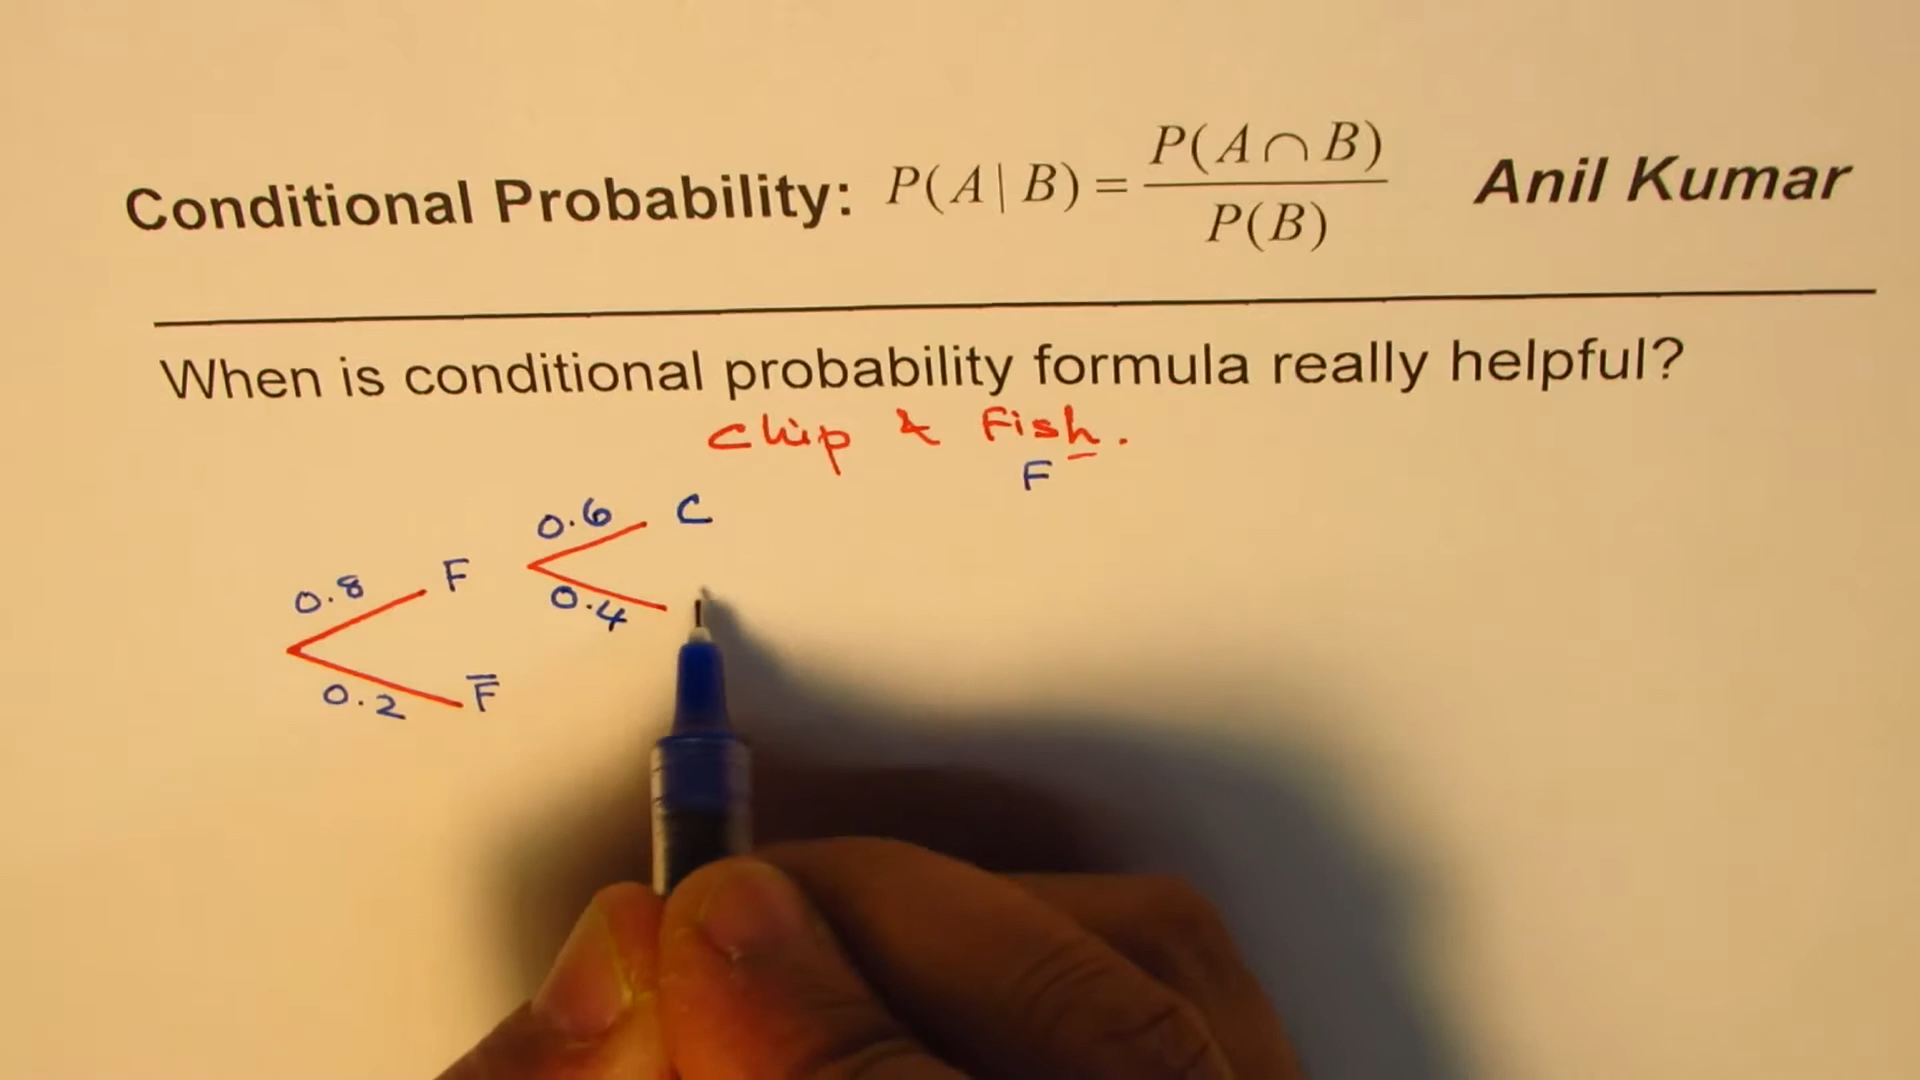 Conditional Probability: P(A | B) = P(A ∩ B) / P(B) Anil Kumar
When is conditional probability formula really helpful?
Chip & Fish.
F
0.6 C
0.8 F
0.4
0.2 F̅